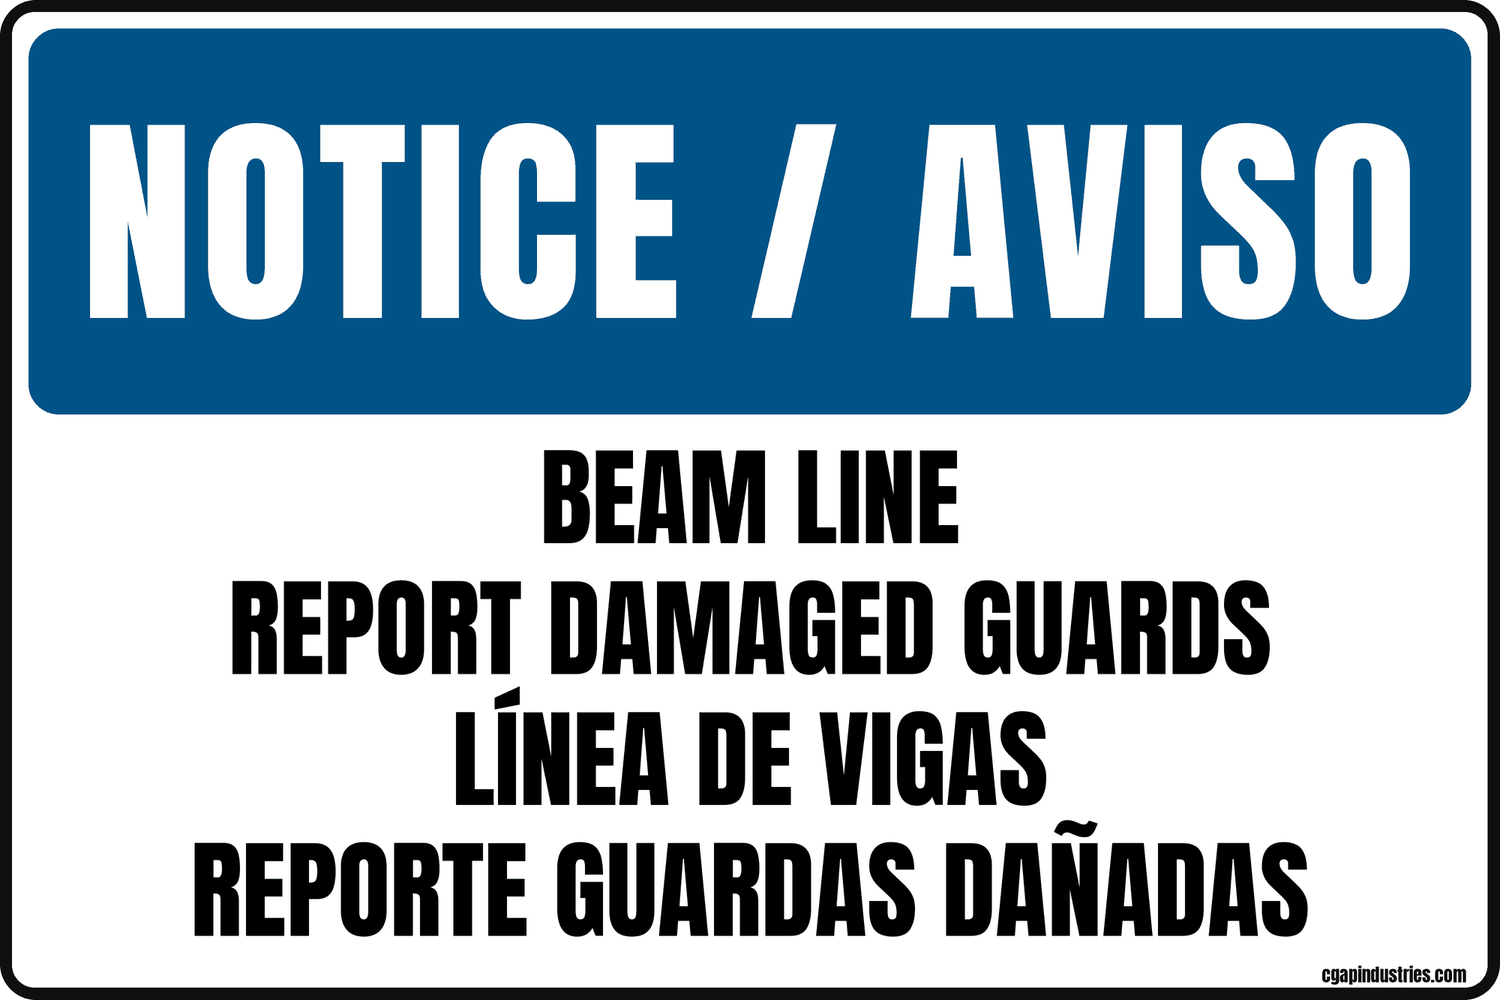 NOTICE / AVISO
BEAM LINE
REPORT DAMAGED GUARDS
LÍNEA DE VIGAS
REPORTE GUARDAS DAÑADAS
cgapindustries.com